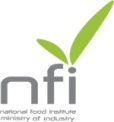 nfi
national food institute
ministry of industry